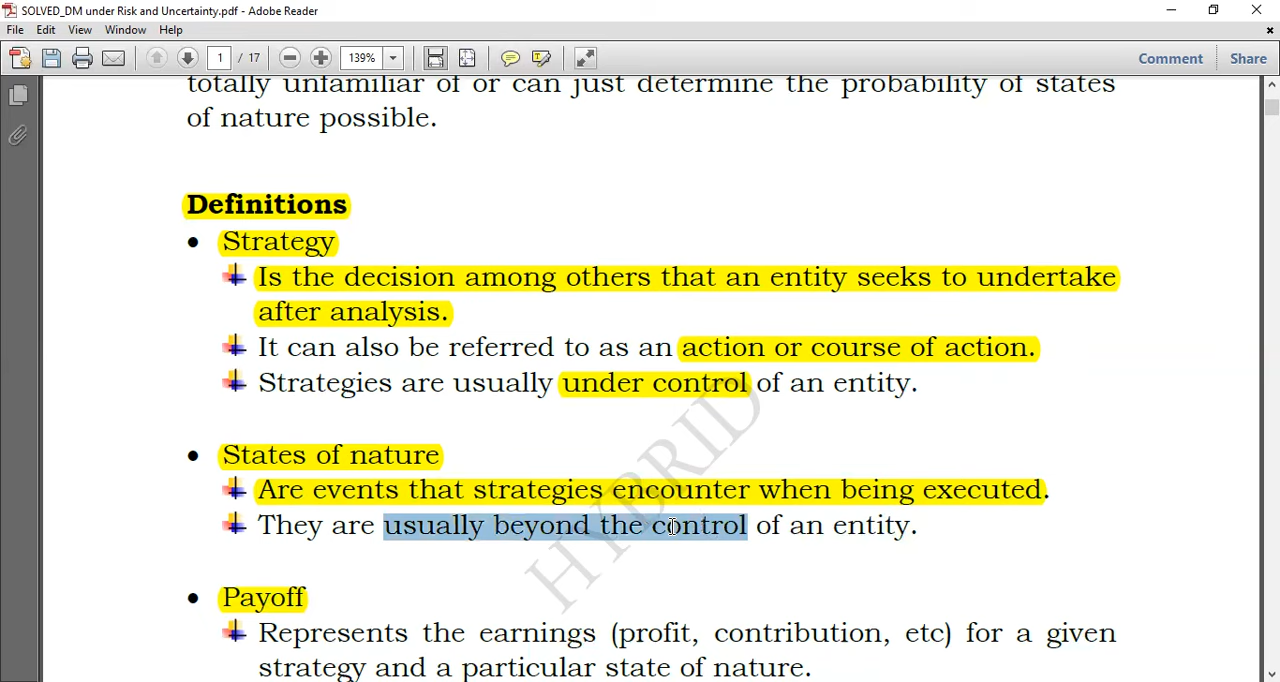 SOLVED_DM under Risk and Uncertainty.pdf - Adobe Reader
File Edit View Window Help
1 / 17 139% Comment Share
totally unfamiliar of or can just determine the probability of states
of nature possible.
Definitions
• Strategy
Is the decision among others that an entity seeks to undertake
after analysis.
It can also be referred to as an action or course of action.
Strategies are usually under control of an entity.
• States of nature
Are events that strategies encounter when being executed.
They are usually beyond the control of an entity.
• Payoff
Represents the earnings (profit, contribution, etc) for a given
strategy and a particular state of nature.
HYBRID